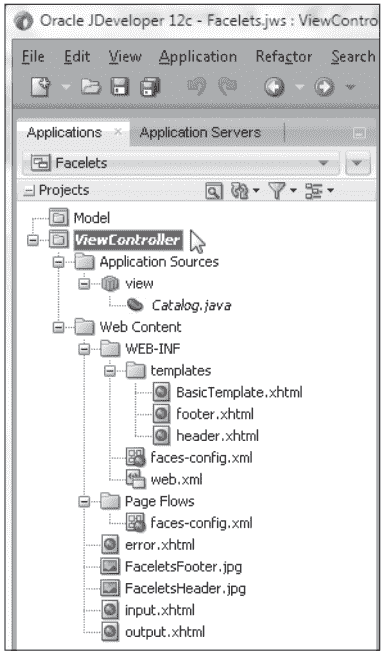 Oracle JDeveloper 12c - Facelets.jws : ViewContro
File Edit View Application Refactor Search
Applications × Application Servers
Facelets
Projects
Model
ViewController
Application Sources
view
Catalog.java
Web Content
WEB-INF
templates
BasicTemplate.xhtml
footer.xhtml
header.xhtml
faces-config.xml
web.xml
Page Flows
faces-config.xml
error.xhtml
FaceletsFooter.jpg
FaceletsHeader.jpg
input.xhtml
output.xhtml